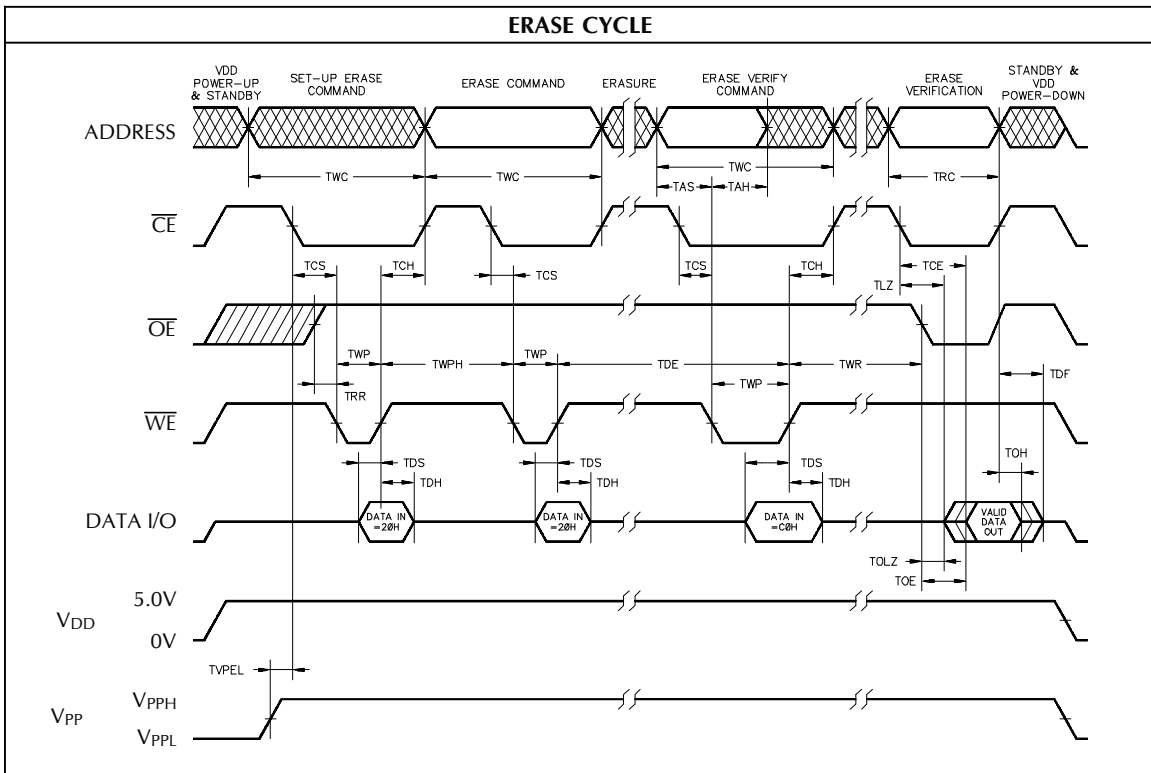 ERASE CYCLE
VDD
POWER-UP
& STANDBY
SET-UP ERASE
COMMAND
ERASE COMMAND
ERASURE
ERASE VERIFY
COMMAND
ERASE
VERIFICATION
STANDBY &
VDD
POWER-DOWN
ADDRESS
TWC
TWC
TWC
TRC
TAS
TAH
CE
TCS
TCH
TCS
TCS
TCH
TCE
TLZ
OE
TWP
TWPH
TWP
TDE
TWR
TDF
TRR
TWP
WE
TDS
TDS
TDS
TOH
TDH
TDH
TDH
DATA I/O
DATA IN
=20H
DATA IN
=20H
DATA IN
=C0H
VALID
DATA
OUT
TOLZ
TOE
5.0V
VDD
0V
TVPEL
VPPH
VPP
VPPL